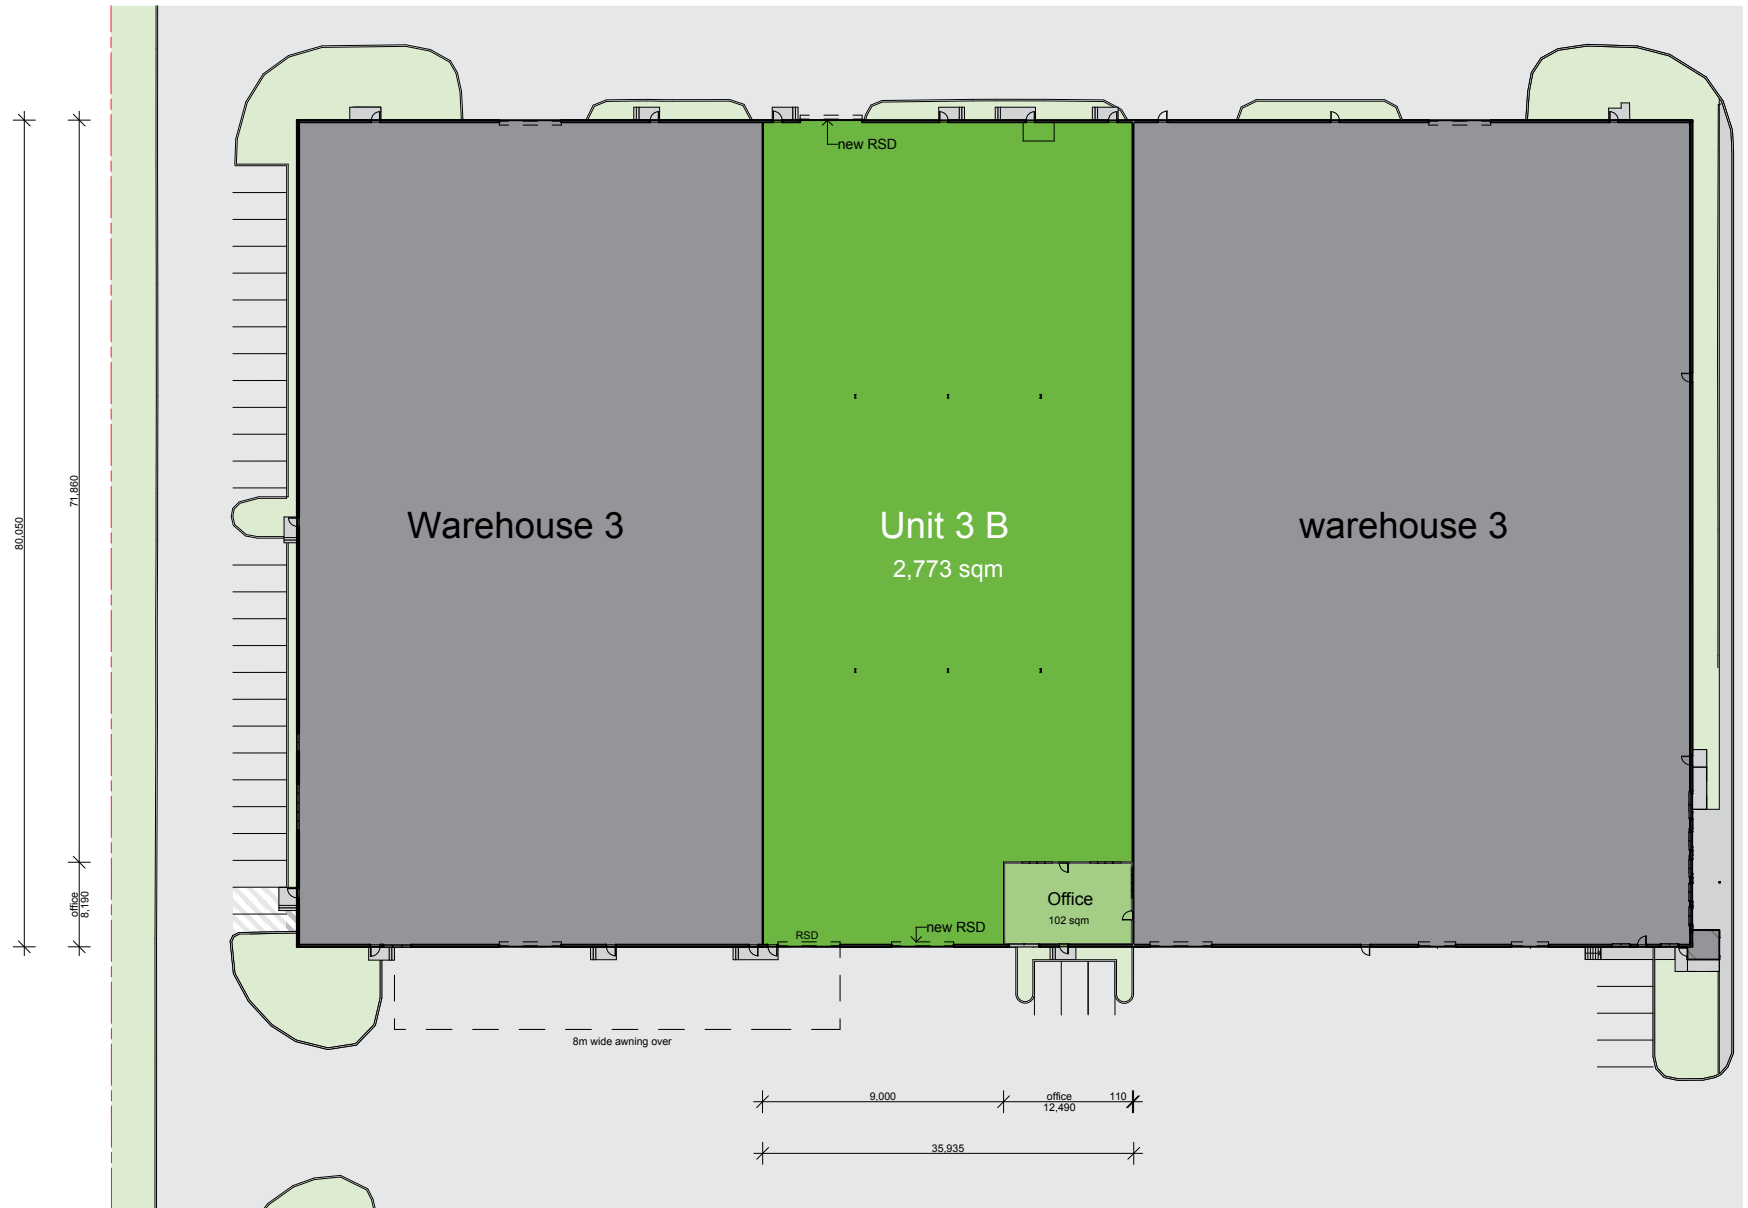 new RSD
80,050
71,860
Warehouse 3
Unit 3 B
2,773 sqm
warehouse 3
office
8,190
Office
102 sqm
RSD
new RSD
8m wide awning over
9,000
office
12,490
110
35,935